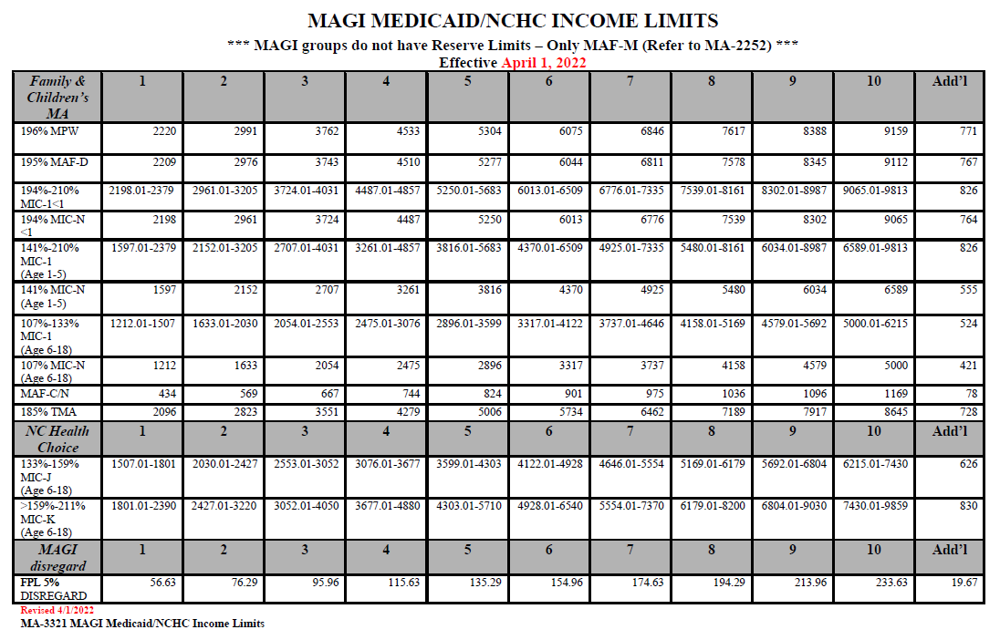 MAGI MEDICAID/NCHC INCOME LIMITS
*** MAGI groups do not have Reserve Limits – Only MAF-M (Refer to MA-2252) ***
Effective April 1, 2022
Family & Children’s MA 1 2 3 4 5 6 7 8 9 10 Add’l
196% MPW 2220 2991 3762 4533 5304 6075 6846 7617 8388 9159 771
195% MAF-D 2209 2976 3743 4510 5277 6044 6811 7578 8345 9112 767
194%-210% MIC-1<1 2198.01-2379 2961.01-3205 3724.01-4031 4487.01-4857 5250.01-5683 6013.01-6509 6776.01-7335 7539.01-8161 8302.01-8987 9065.01-9813 826
194% MIC-N <1 2198 2961 3724 4487 5250 6013 6776 7539 8302 9065 764
141%-210% MIC-1 (Age 1-5) 1597.01-2379 2152.01-3205 2707.01-4031 3261.01-4857 3816.01-5683 4370.01-6509 4925.01-7335 5480.01-8161 6034.01-8987 6589.01-9813 826
141% MIC-N (Age 1-5) 1597 2152 2707 3261 3816 4370 4925 5480 6034 6589 555
107%-133% MIC-1 (Age 6-18) 1212.01-1507 1633.01-2030 2054.01-2553 2475.01-3076 2896.01-3599 3317.01-4122 3737.01-4646 4158.01-5169 4579.01-5692 5000.01-6215 524
107% MIC-N (Age 6-18) 1212 1633 2054 2475 2896 3317 3737 4158 4579 5000 421
MAF-C/N 434 569 667 744 824 901 975 1036 1096 1169 78
185% TMA 2096 2823 3551 4279 5006 5734 6462 7189 7917 8645 728
NC Health Choice 1 2 3 4 5 6 7 8 9 10 Add’l
133%-159% MIC-J (Age 6-18) 1507.01-1801 2030.01-2427 2553.01-3052 3076.01-3677 3599.01-4303 4122.01-4928 4646.01-5554 5169.01-6179 5692.01-6804 6215.01-7430 626
>159%-211% MIC-K (Age 6-18) 1801.01-2390 2427.01-3220 3052.01-4050 3677.01-4880 4303.01-5710 4928.01-6540 5554.01-7370 6179.01-8200 6804.01-9030 7430.01-9859 830
MAGI disregard 1 2 3 4 5 6 7 8 9 10 Add’l
FPL 5% DISREGARD 56.63 76.29 95.96 115.63 135.29 154.96 174.63 194.29 213.96 233.63 19.67
Revised 4/1/2022
MA-3321 MAGI Medicaid/NCHC Income Limits